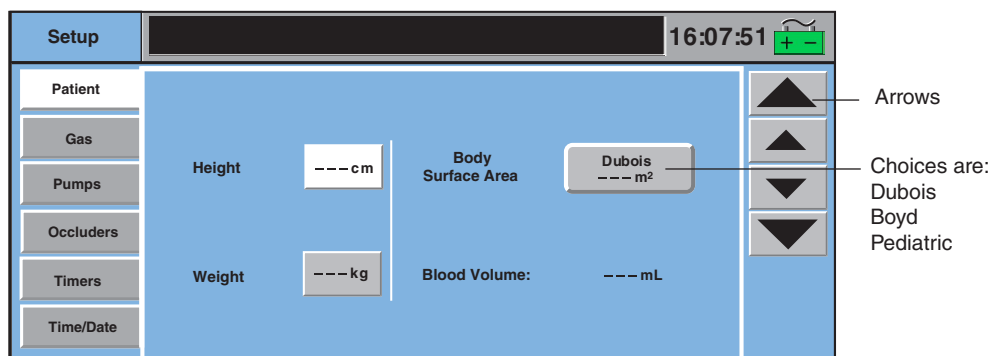 Setup
16:07:51
+ −
Patient
Gas
Pumps
Occluders
Timers
Time/Date
Height
– – – cm
Body
Surface Area
Dubois
– – – m²
Weight
– – – kg
Blood Volume:
– – – mL
Arrows
Choices are:
Dubois
Boyd
Pediatric